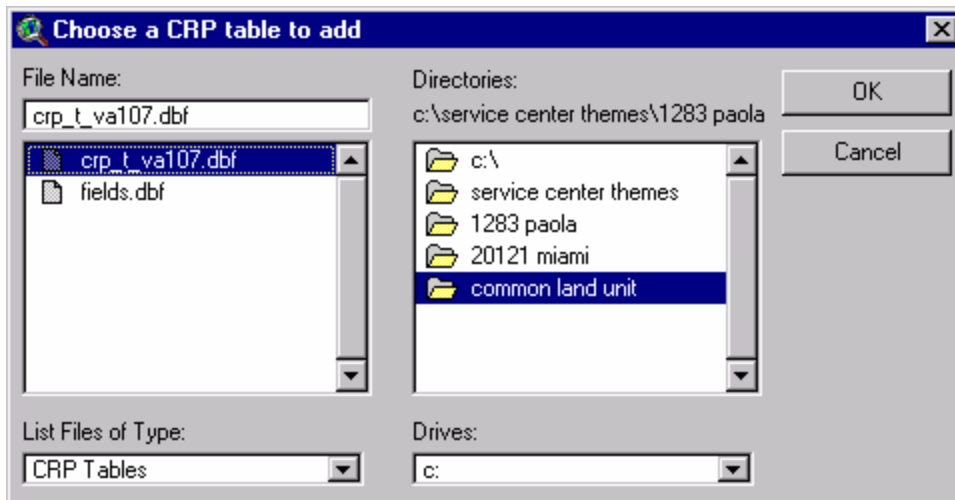 Choose a CRP table to add
File Name:
crp_t_va107.dbf
crp_t_va107.dbf
fields.dbf
List Files of Type:
CRP Tables
Directories:
c:\service center themes\1283 paola
c:\
service center themes
1283 paola
20121 miami
common land unit
Drives:
c:
OK
Cancel